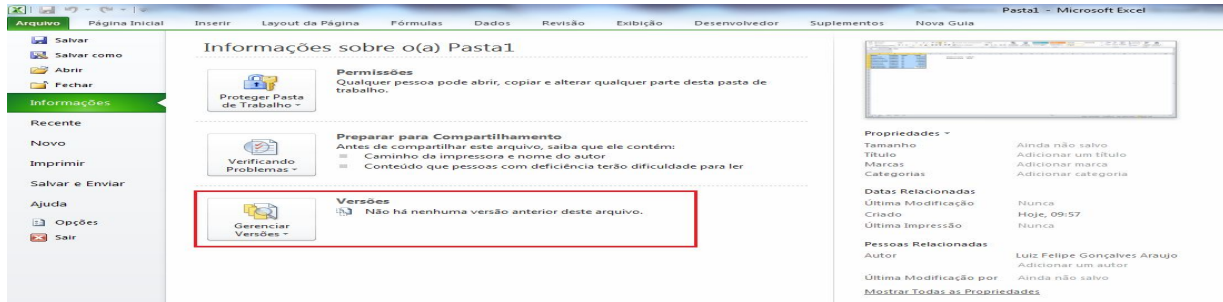 Pasta1 - Microsoft Excel
Arquivo Página Inicial Inserir Layout da Página Fórmulas Dados Revisão Exibição Desenvolvedor Suplementos Nova Guia
Salvar
Salvar como
Abrir
Fechar
Informações
Recente
Novo
Imprimir
Salvar e Enviar
Ajuda
Opções
Sair
Informações sobre o(a) Pasta1
Proteger Pasta
de Trabalho
Permissões
Qualquer pessoa pode abrir, copiar e alterar qualquer parte desta pasta de
trabalho.
Verificando
Problemas
Preparar para Compartilhamento
Antes de compartilhar este arquivo, saiba que ele contém:
Caminho da impressora e nome do autor
Conteúdo que pessoas com deficiência terão dificuldade para ler
Gerenciar
Versões
Versões
Não há nenhuma versão anterior deste arquivo.
Propriedades
Tamanho Ainda não salvo
Título Adicionar um título
Marcas Adicionar marca
Categorias Adicionar categoria
Datas Relacionadas
Última Modificação Nunca
Criado Hoje, 09:57
Última Impressão Nunca
Pessoas Relacionadas
Autor Luiz Felipe Gonçalves Araujo
Adicionar um autor
Última Modificação por Ainda não salvo
Mostrar Todas as Propriedades